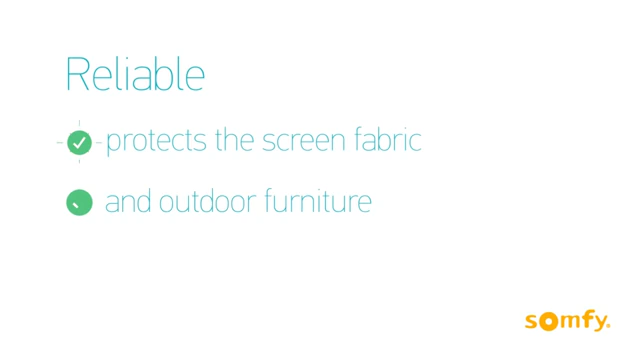 Reliable
protects the screen fabric
and outdoor furniture
somfy®